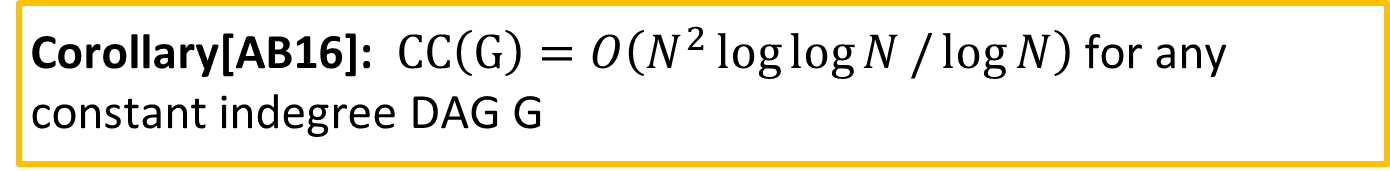 Corollary[AB16]: CC(G) = O(N² log log N / log N) for any
constant indegree DAG G